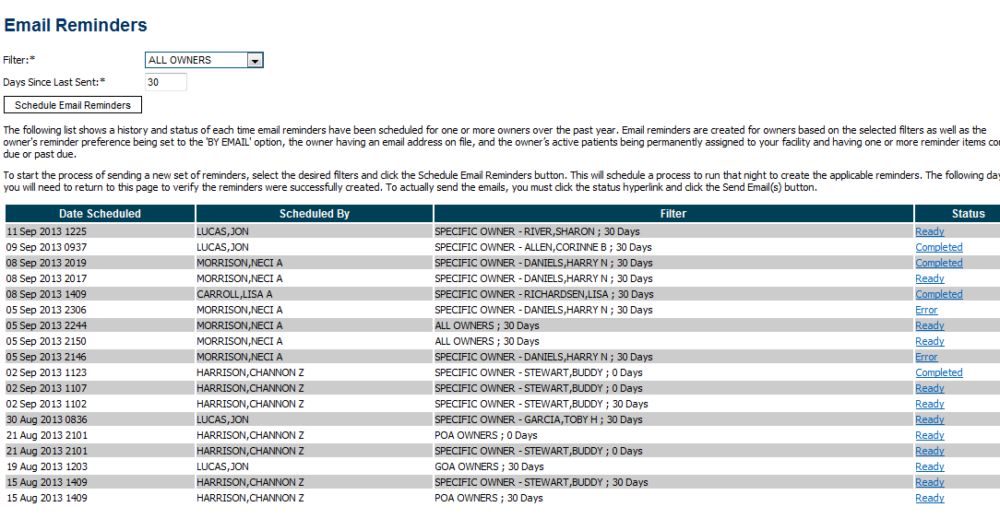 Email Reminders
Filter:* ALL OWNERS
Days Since Last Sent:* 30
Schedule Email Reminders
The following list shows a history and status of each time email reminders have been scheduled for one or more owners over the past year. Email reminders are created for owners based on the selected filters as well as the
owner's reminder preference being set to the 'BY EMAIL' option, the owner having an email address on file, and the owner's active patients being permanently assigned to your facility and having one or more reminder items
due or past due.
To start the process of sending a new set of reminders, select the desired filters and click the Schedule Email Reminders button. This will schedule a process to run that night to create the applicable reminders. The following
you will need to return to this page to verify the reminders were successfully created. To actually send the emails, you must click the status hyperlink and click the Send Email(s) button.
Date Scheduled Scheduled By Filter Status
11 Sep 2013 1225 LUCAS,JON SPECIFIC OWNER - RIVER,SHARON ; 30 Days Ready
09 Sep 2013 0937 LUCAS,JON SPECIFIC OWNER - ALLEN,CORINNE B ; 30 Days Completed
08 Sep 2013 2019 MORRISON,NECI A SPECIFIC OWNER - DANIELS,HARRY N ; 30 Days Completed
08 Sep 2013 2017 MORRISON,NECI A SPECIFIC OWNER - DANIELS,HARRY N ; 30 Days Ready
08 Sep 2013 1409 CARROLL,LISA A SPECIFIC OWNER - RICHARDSEN,LISA ; 30 Days Completed
05 Sep 2013 2306 MORRISON,NECI A SPECIFIC OWNER - DANIELS,HARRY N ; 30 Days Error
05 Sep 2013 2244 MORRISON,NECI A ALL OWNERS ; 30 Days Ready
05 Sep 2013 2150 MORRISON,NECI A ALL OWNERS ; 30 Days Ready
05 Sep 2013 2146 MORRISON,NECI A SPECIFIC OWNER - DANIELS,HARRY N ; 30 Days Error
02 Sep 2013 1123 HARRISON,CHANNON Z SPECIFIC OWNER - STEWART,BUDDY ; 0 Days Completed
02 Sep 2013 1107 HARRISON,CHANNON Z SPECIFIC OWNER - STEWART,BUDDY ; 0 Days Ready
02 Sep 2013 1102 HARRISON,CHANNON Z SPECIFIC OWNER - STEWART,BUDDY ; 30 Days Ready
30 Aug 2013 0836 LUCAS,JON SPECIFIC OWNER - GARCIA,TOBY H ; 30 Days Ready
21 Aug 2013 2101 HARRISON,CHANNON Z POA OWNERS ; 0 Days Ready
21 Aug 2013 2101 HARRISON,CHANNON Z SPECIFIC OWNER - STEWART,BUDDY ; 0 Days Ready
19 Aug 2013 1203 LUCAS,JON GOA OWNERS ; 30 Days Ready
15 Aug 2013 1409 HARRISON,CHANNON Z SPECIFIC OWNER - STEWART,BUDDY ; 30 Days Ready
15 Aug 2013 1409 HARRISON,CHANNON Z POA OWNERS ; 30 Days Ready